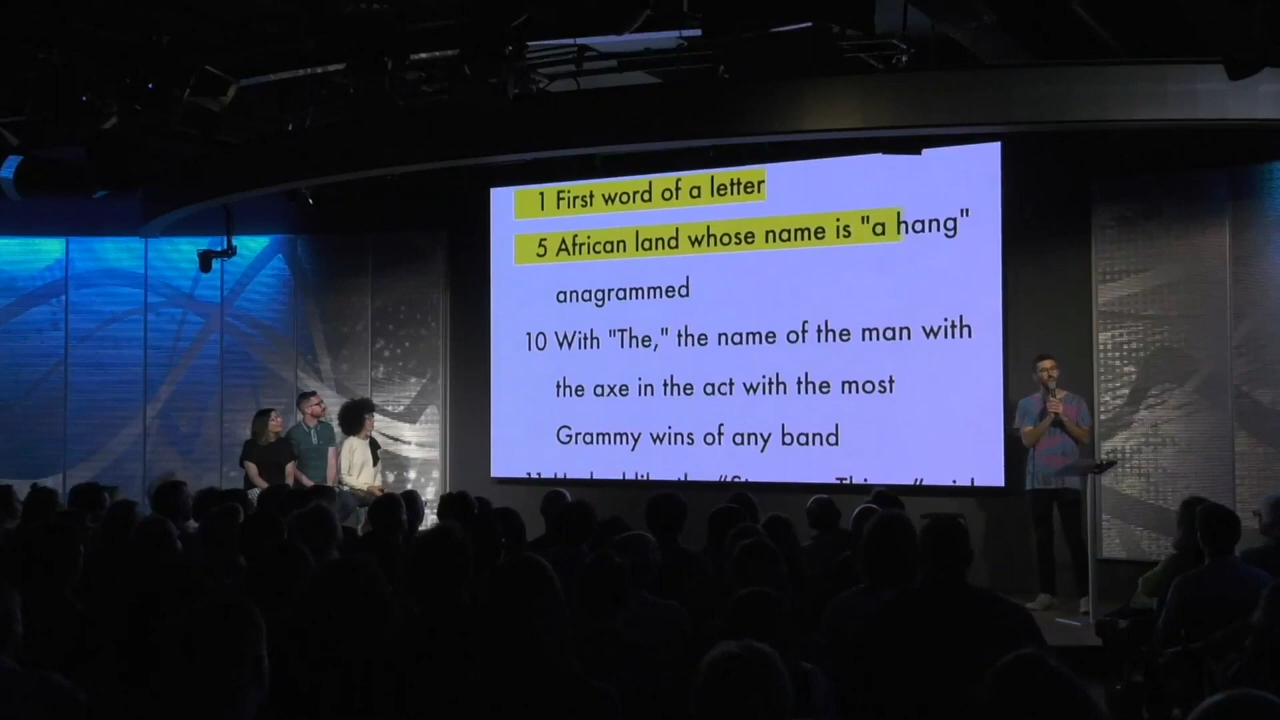 1 First word of a letter
5 African land whose name is "a hang"
anagrammed
10 With "The," the name of the man with
the axe in the act with the most
Grammy wins of any band